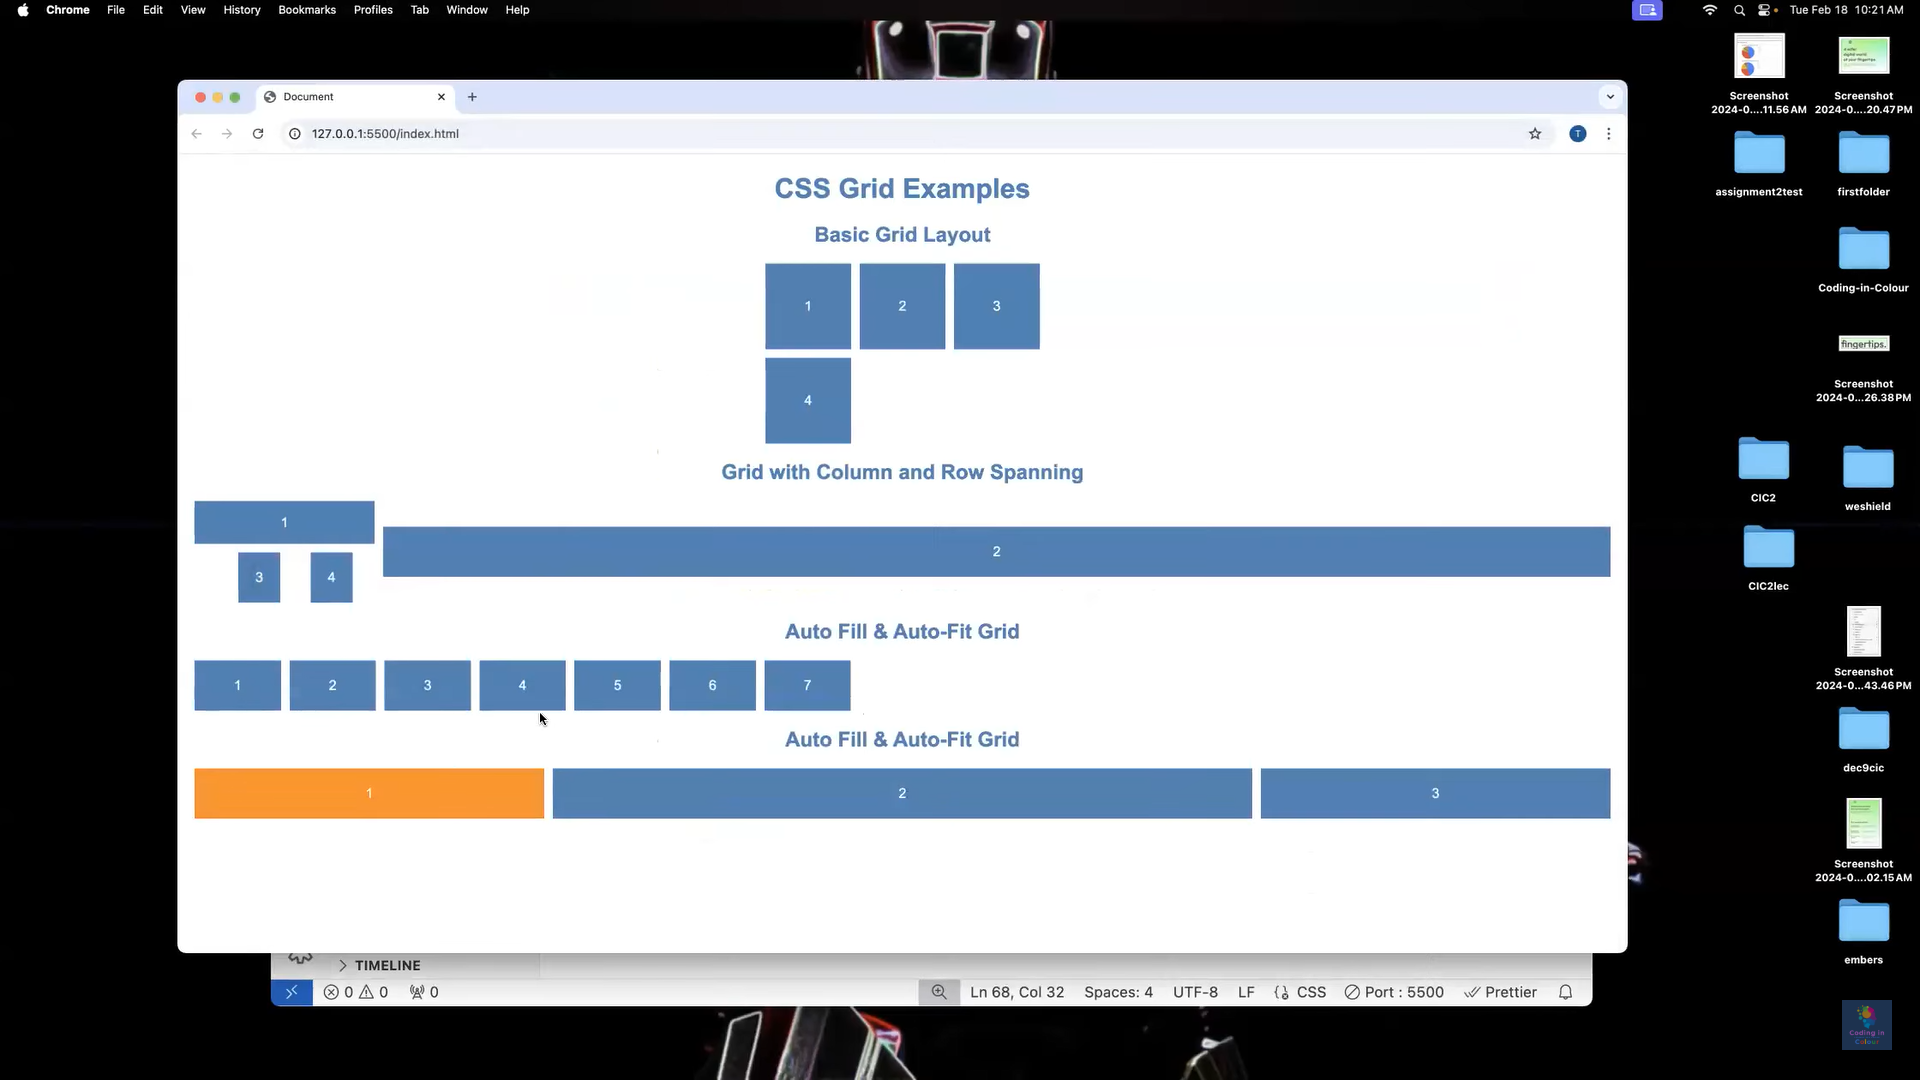 Chrome File Edit View History Bookmarks Profiles Tab Window Help
Tue Feb 18 10:21 AM
Document
127.0.0.1:5500/index.html
T
CSS Grid Examples
Basic Grid Layout
1 2 3
4
Grid with Column and Row Spanning
1
2
3 4
Auto Fill & Auto-Fit Grid
1 2 3 4 5 6 7
Auto Fill & Auto-Fit Grid
1 2 3
TIMELINE
0 0 0
Ln 68, Col 32 Spaces: 4 UTF-8 LF CSS Port : 5500 Prettier
Screenshot
2024-0....11.56 AM
Screenshot
2024-0....20.47 PM
assignment2test
firstfolder
Coding-in-Colour
fingertips.
Screenshot
2024-0...26.38 PM
CIC2
weshield
CIC2lec
Screenshot
2024-0...43.46 PM
dec9cic
Screenshot
2024-0....02.15 AM
embers
Coding in
Colour